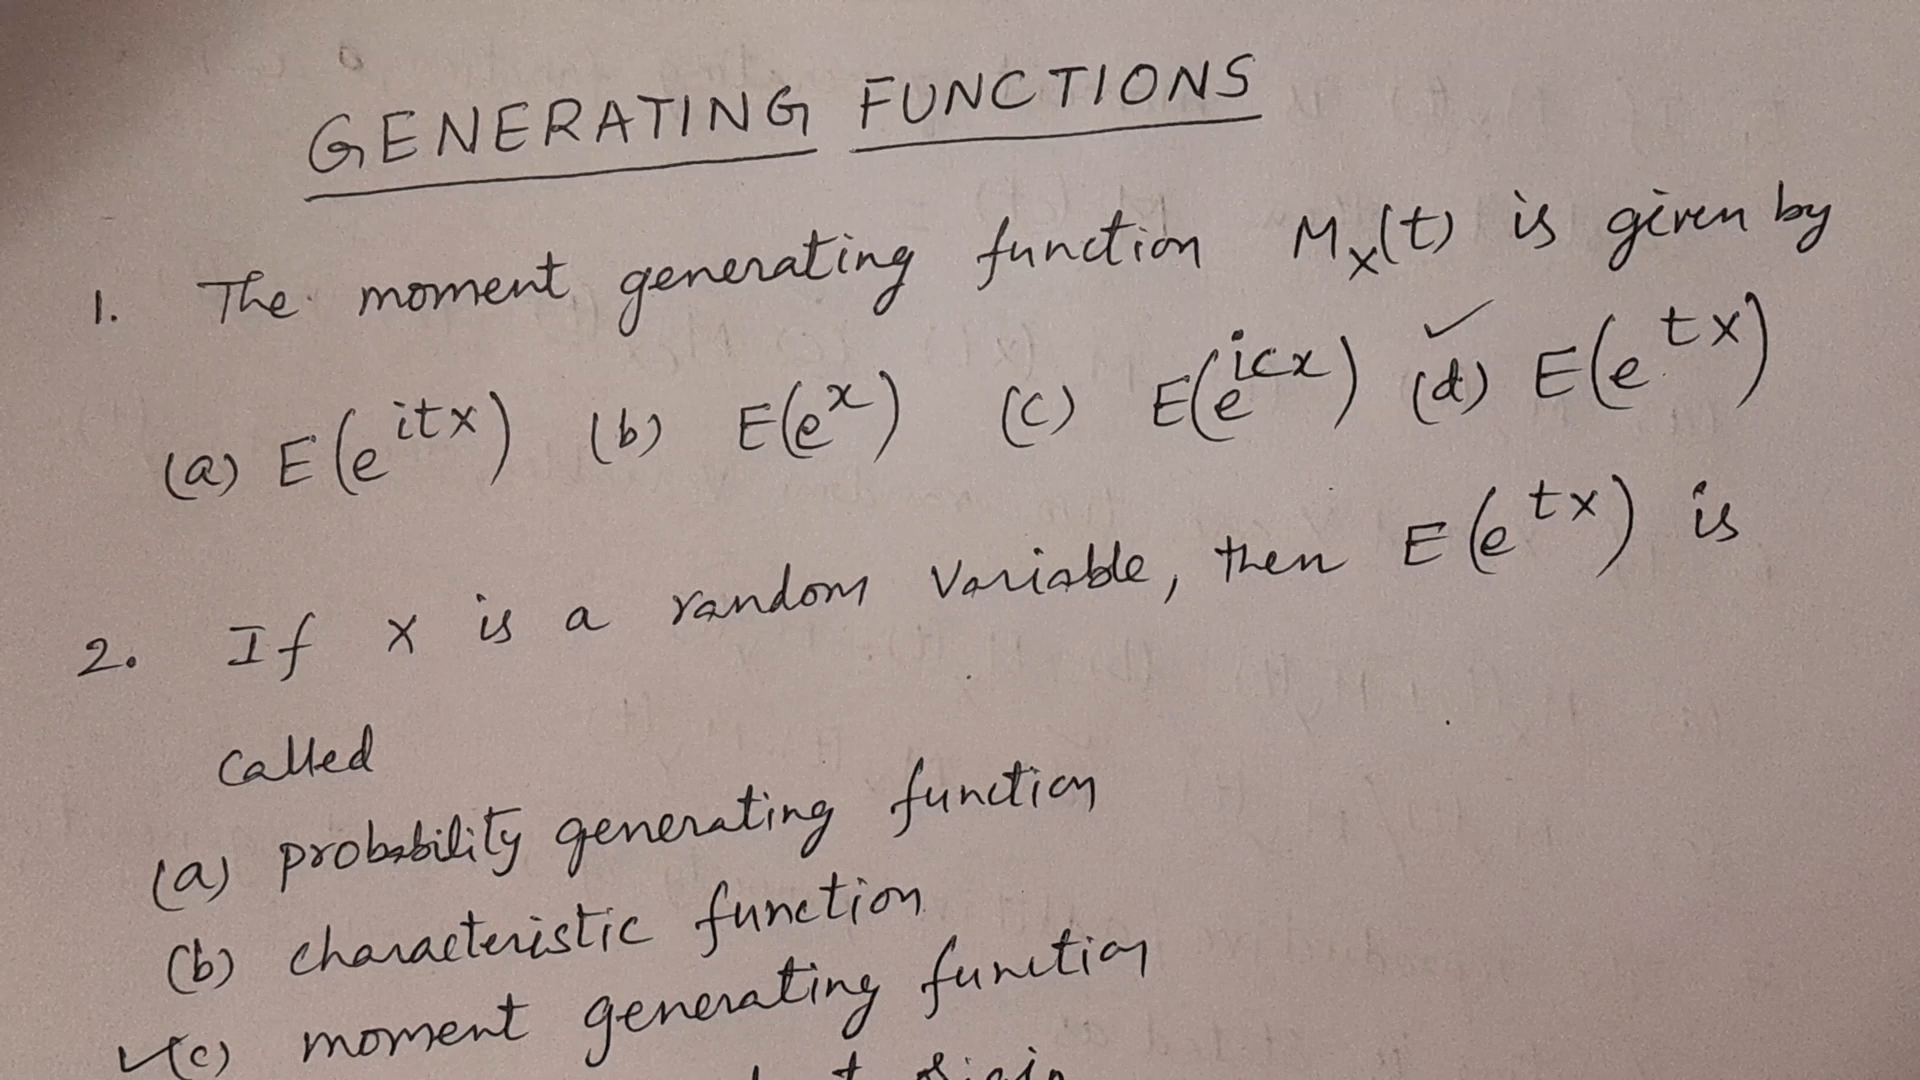 GENERATING FUNCTIONS
1. The moment generating function Mₓ(t) is given by
(a) E(e^itx) (b) E(e^x) (c) E(e^icx) ✓(d) E(e^tx)
2. If x is a random variable, then E(e^tx) is
called
(a) probability generating function
(b) characteristic function
✓(c) moment generating function
origin